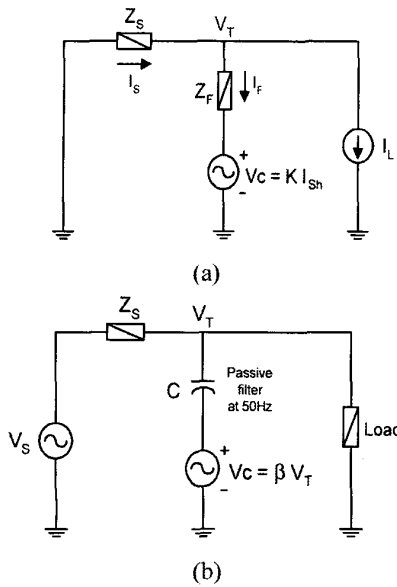 Z_S
V_T
I_S
Z_F
I_F
+
Vc = K I_Sh
-
I_L
(a)
Z_S
V_T
C
Passive
filter
at 50Hz
V_S
+
Vc = β V_T
-
Load
(b)